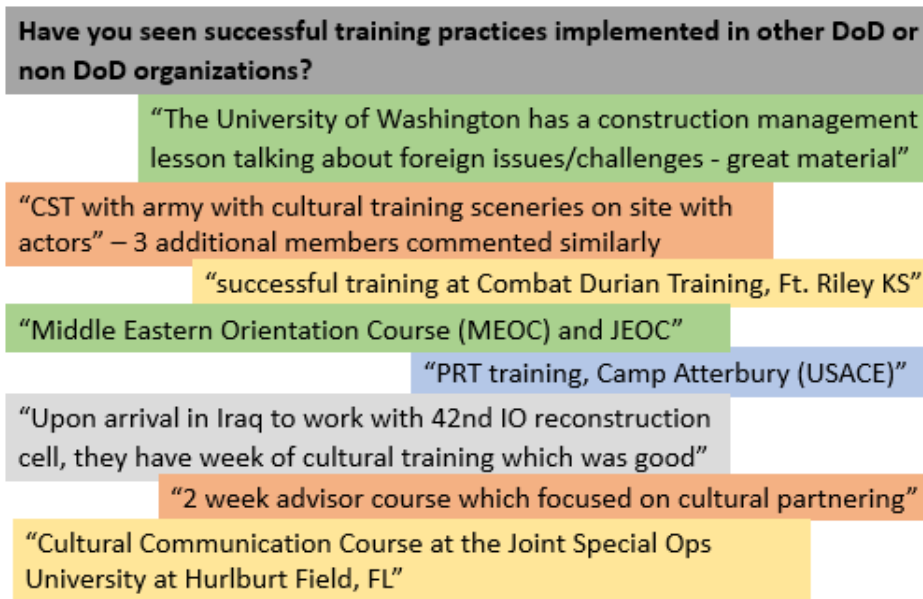 Have you seen successful training practices implemented in other DoD or
non DoD organizations?
“The University of Washington has a construction management
lesson talking about foreign issues/challenges - great material”
“CST with army with cultural training sceneries on site with
actors” – 3 additional members commented similarly
“successful training at Combat Durian Training, Ft. Riley KS”
“Middle Eastern Orientation Course (MEOC) and JEOC”
“PRT training, Camp Atterbury (USACE)”
“Upon arrival in Iraq to work with 42nd IO reconstruction
cell, they have week of cultural training which was good”
“2 week advisor course which focused on cultural partnering”
“Cultural Communication Course at the Joint Special Ops
University at Hurlburt Field, FL”